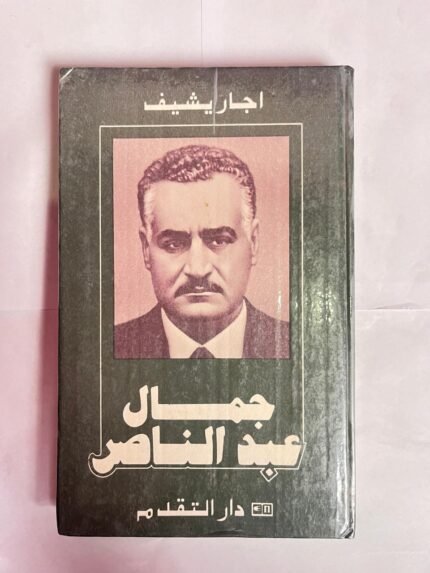 اجاريشيف
جمال
عبد الناصر
دار التقدم